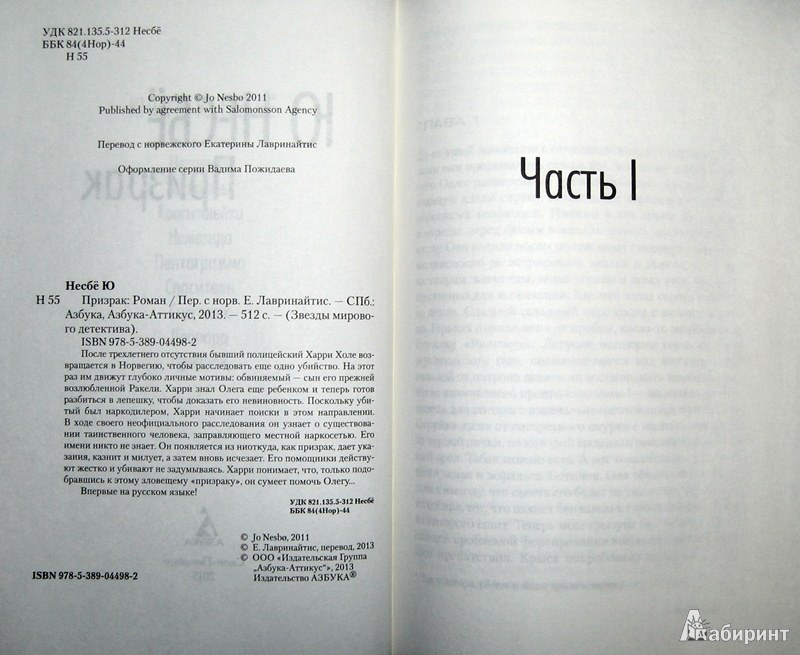 УДК 821.135.5-312 Несбё
ББК 84(4Нор)-44
Н 55
Copyright © Jo Nesbø 2011
Published by agreement with Salomonsson Agency
Перевод с норвежского Екатерины Лавринайтис
Оформление серии Вадима Пожидаева
Несбё Ю
Н 55 Призрак: Роман / Пер. с норв. Е. Лавринайтис. — СПб.:
Азбука, Азбука-Аттикус, 2013. — 512 с. — (Звезды мирово-
го детектива).
ISBN 978-5-389-04498-2
После трехлетнего отсутствия бывший полицейский Харри Холе воз-
вращается в Норвегию, чтобы расследовать еще одно убийство. На этот
раз им движут глубоко личные мотивы: обвиняемый — сын его прежней
возлюбленной Ракели. Харри знал Олега еще ребенком и теперь готов
разбиться в лепешку, чтобы доказать его невиновность. Поскольку уби-
тый был наркодилером, Харри начинает поиски в этом направлении.
В ходе своего неофициального расследования он узнает о существовании
таинственного человека, заправляющего местной наркосетью. Его
имени никто не знает. Он появляется из ниоткуда, как призрак, дает ука-
зания, казнит и милует, а затем вновь исчезает. Его помощники действу-
ют жестко и убивают не задумываясь. Харри понимает, что, только подо-
бравшись к этому зловещему «призраку», он сумеет помочь Олегу...
Впервые на русском языке!
УДК 821.135.5-312 Несбё
ББК 84(4Нор)-44
© Jo Nesbø, 2011
© Е. Лавринайтис, перевод, 2013
© ООО «Издательская Группа
„Азбука-Аттикус“», 2013
Издательство АЗБУКА®
ISBN 978-5-389-04498-2
Часть I
Лабиринт